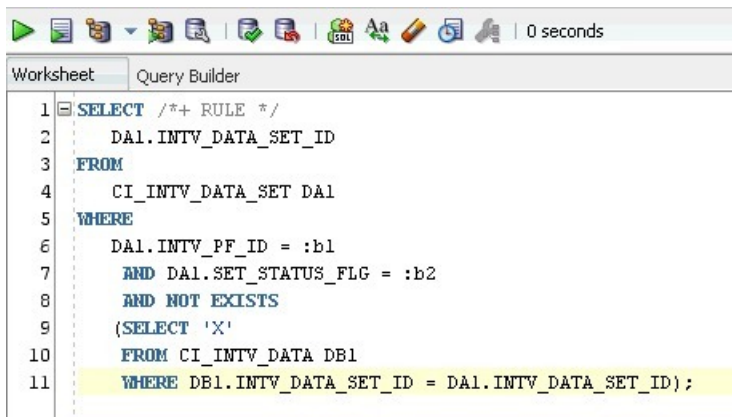 SQL Aa 0 seconds
Worksheet Query Builder
1 SELECT /*+ RULE */
2 DA1.INTV_DATA_SET_ID
3 FROM
4 CI_INTV_DATA_SET DA1
5 WHERE
6 DA1.INTV_PF_ID = :b1
7 AND DA1.SET_STATUS_FLG = :b2
8 AND NOT EXISTS
9 (SELECT 'X'
10 FROM CI_INTV_DATA DB1
11 WHERE DB1.INTV_DATA_SET_ID = DA1.INTV_DATA_SET_ID);